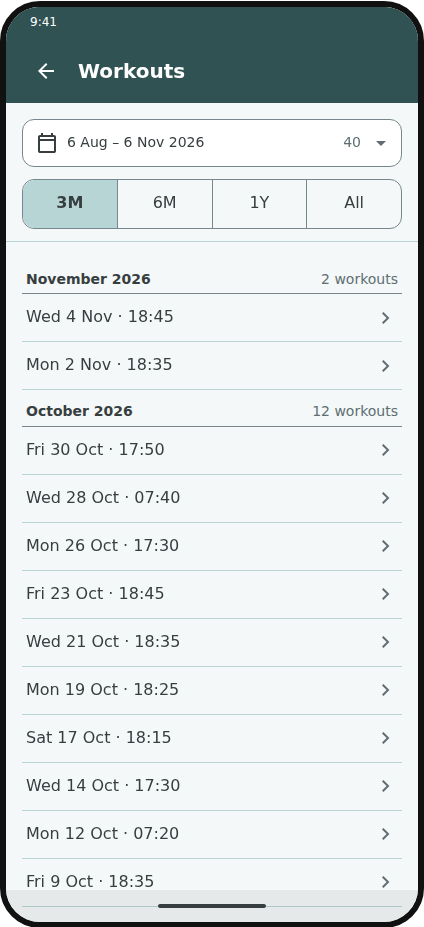 9:41
Workouts
6 Aug – 6 Nov 2026 40
3M 6M 1Y All
November 2026 2 workouts
Wed 4 Nov · 18:45
Mon 2 Nov · 18:35
October 2026 12 workouts
Fri 30 Oct · 17:50
Wed 28 Oct · 07:40
Mon 26 Oct · 17:30
Fri 23 Oct · 18:45
Wed 21 Oct · 18:35
Mon 19 Oct · 18:25
Sat 17 Oct · 18:15
Wed 14 Oct · 17:30
Mon 12 Oct · 07:20
Fri 9 Oct · 18:35